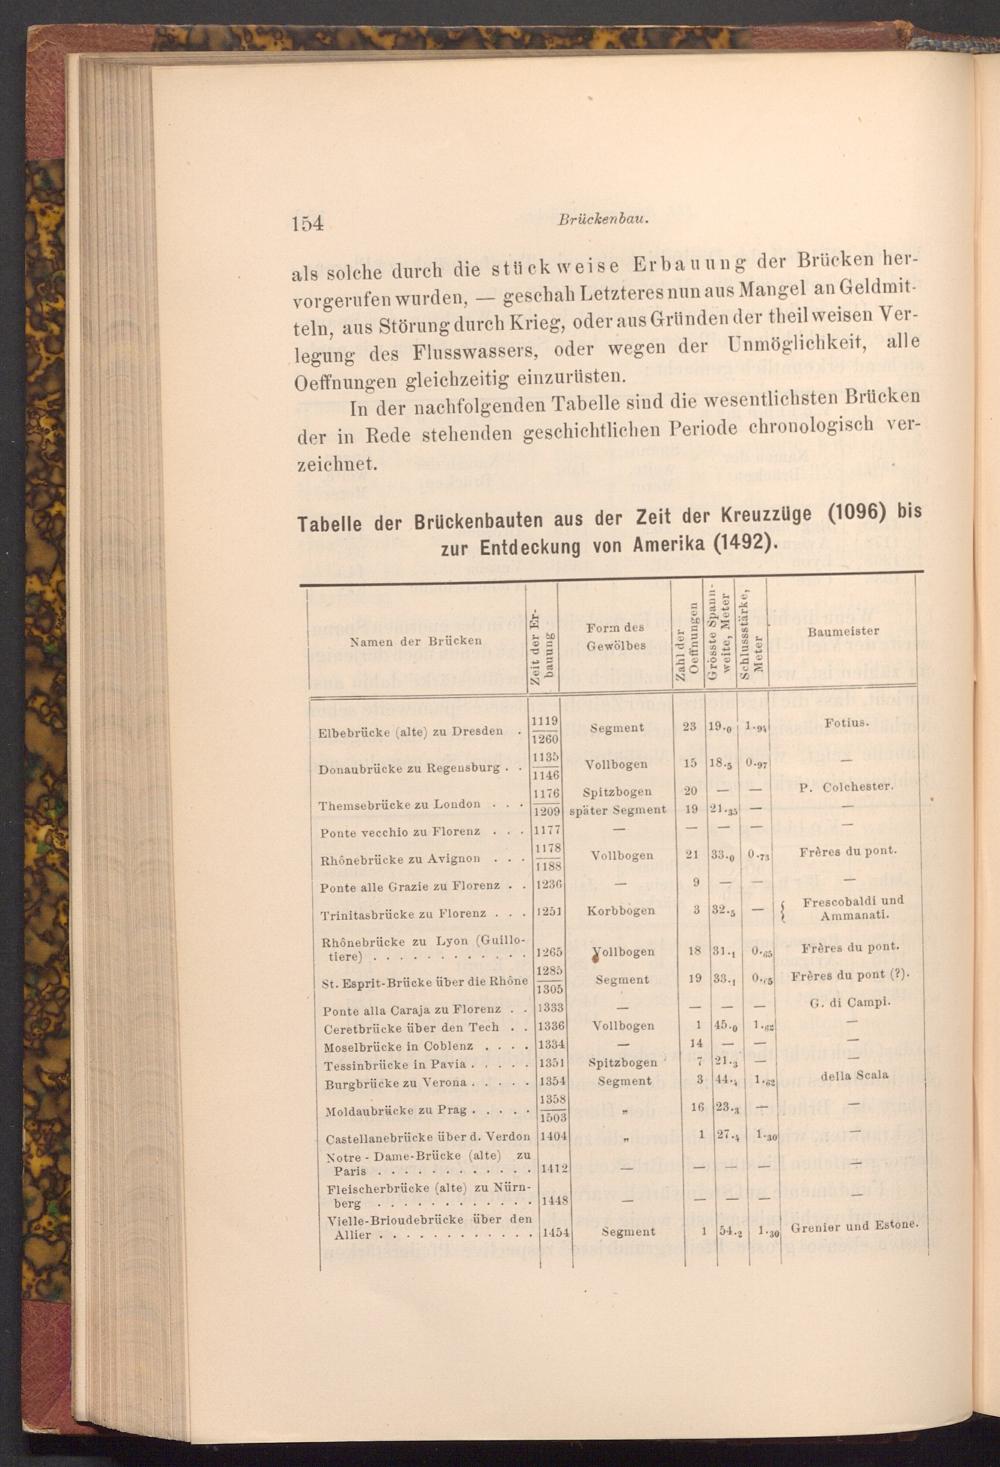 154
Brückenbau.
als solche durch die stückweise Erbauung der Brücken her-
vorgerufen wurden, — geschah Letzteres nun aus Mangel an Geldmit-
teln, aus Störung durch Krieg, oder aus Gründen der theilweisen Ver-
legung des Flusswassers, oder wegen der Unmöglichkeit, alle
Oeffnungen gleichzeitig einzurüsten.
In der nachfolgenden Tabelle sind die wesentlichsten Brücken
der in Rede stehenden geschichtlichen Periode chronologisch ver-
zeichnet.
Tabelle der Brückenbauten aus der Zeit der Kreuzzüge (1096) bis
zur Entdeckung von Amerika (1492).
Namen der Brücken | Zeit der Er-bauung | Form des Gewölbes | Zahl der Oeffnungen | Grösste Spann-weite, Meter | Schlussstärke, Meter | Baumeister
Elbebrücke (alte) zu Dresden . | 1119 1260 | Segment | 23 | 19.0 | 1.94 | Fotius.
Donaubrücke zu Regensburg . . | 1135 1146 | Vollbogen | 15 | 18.5 | 0.97 | —
Themsebrücke zu London . . . | 1176 | Spitzbogen | 20 | — | — | P. Colchester.
1209 | später Segment | 19 | 21.35 | — | —
Ponte vecchio zu Florenz . . . | 1177 | — | — | — | — | —
Rhônebrücke zu Avignon . . . | 1178 1188 | Vollbogen | 21 | 33.0 | 0.73 | Frères du pont.
Ponte alle Grazie zu Florenz . . | 1236 | — | 9 | — | — | —
Trinitasbrücke zu Florenz . . . | 1251 | Korbbogen | 3 | 32.5 | — | { Frescobaldi und Ammanati.
Rhônebrücke zu Lyon (Guillo-
tiere) . . . . . . . . . . . . | 1265 | Vollbogen | 18 | 31.1 | 0.65 | Frères du pont.
St. Esprit-Brücke über die Rhône | 1285 1305 | Segment | 19 | 33.1 | 0.65 | Frères du pont (?).
Ponte alla Caraja zu Florenz . . | 1333 | — | — | — | — | G. di Campi.
Ceretbrücke über den Tech . . | 1336 | Vollbogen | 1 | 45.0 | 1.62 | —
Moselbrücke in Coblenz . . . . | 1334 | — | 14 | — | — | —
Tessinbrücke in Pavia . . . . . | 1351 | Spitzbogen | 7 | 21.3 | — | —
Burgbrücke zu Verona . . . . . | 1354 | Segment | 3 | 44.4 | 1.62 | della Scala
Moldaubrücke zu Prag . . . . . | 1358 1503 | „ | 16 | 23.3 | — | —
Castellanebrücke über d. Verdon | 1404 | „ | 1 | 27.4 | 1.30 | —
Notre-Dame-Brücke (alte) zu
Paris . . . . . . . . . . . . | 1412 | — | — | — | — | —
Fleischerbrücke (alte) zu Nürn-
berg . . . . . . . . . . . . | 1448 | — | — | — | — | —
Vielle-Brioudebrücke über den
Allier . . . . . . . . . . . . | 1454 | Segment | 1 | 54.2 | 1.30 | Grenier und Estone.